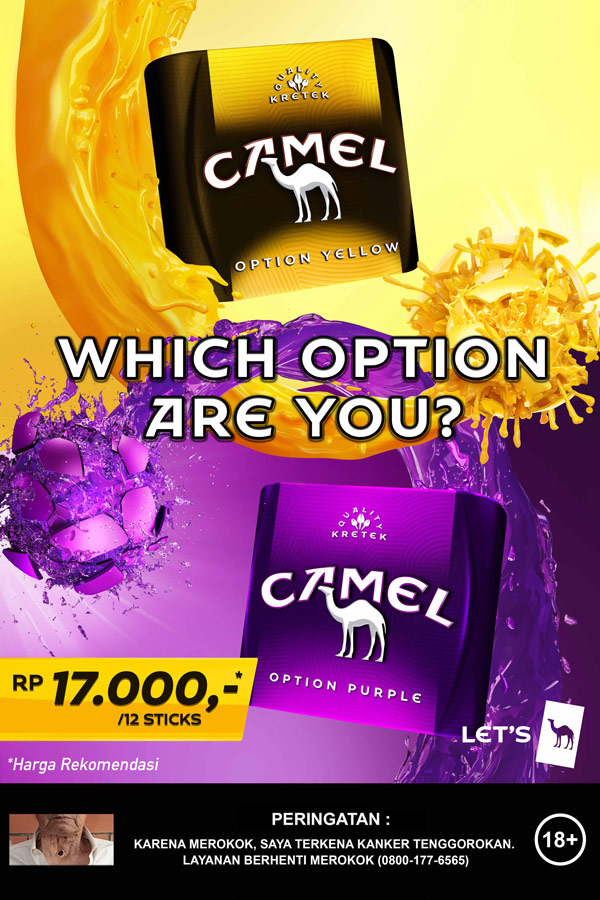 QUALITY
KRETEK
CAMEL
OPTION YELLOW
WHICH OPTION
ARE YOU?
QUALITY
KRETEK
CAMEL
OPTION PURPLE
RP 17.000,-*
/12 STICKS
LET'S
*Harga Rekomendasi
PERINGATAN :
KARENA MEROKOK, SAYA TERKENA KANKER TENGGOROKAN.
LAYANAN BERHENTI MEROKOK (0800-177-6565)
18+